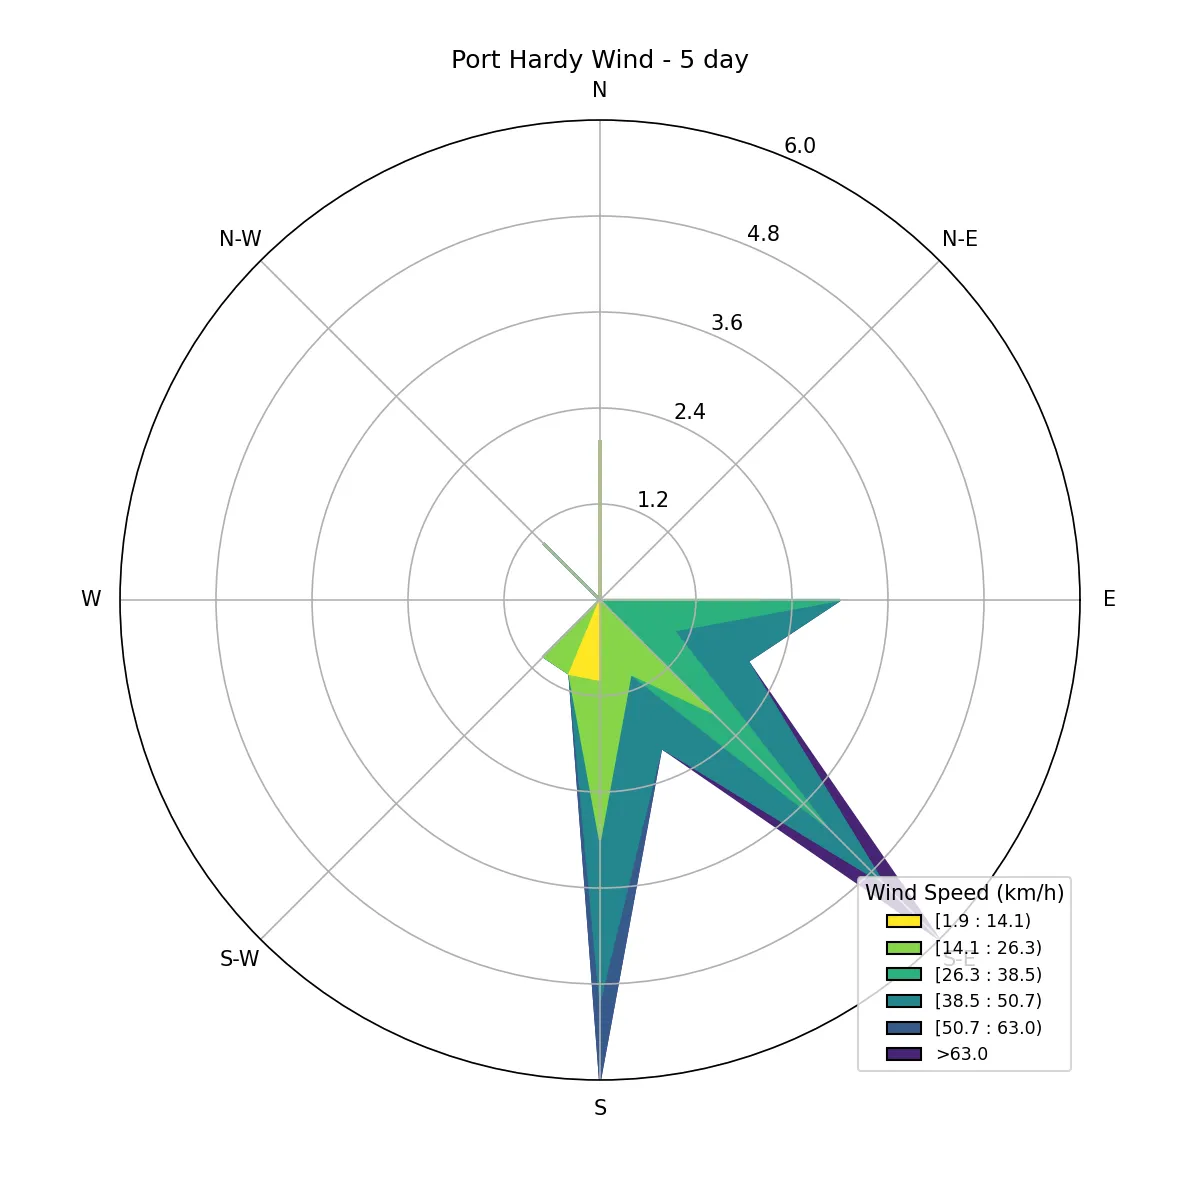 Port Hardy Wind - 5 day
N
6.0
N-W
4.8
N-E
3.6
2.4
1.2
W
E
Wind Speed (km/h)
[1.9 : 14.1)
[14.1 : 26.3)
S-W
S-E
[26.3 : 38.5)
[38.5 : 50.7)
[50.7 : 63.0)
>63.0
S